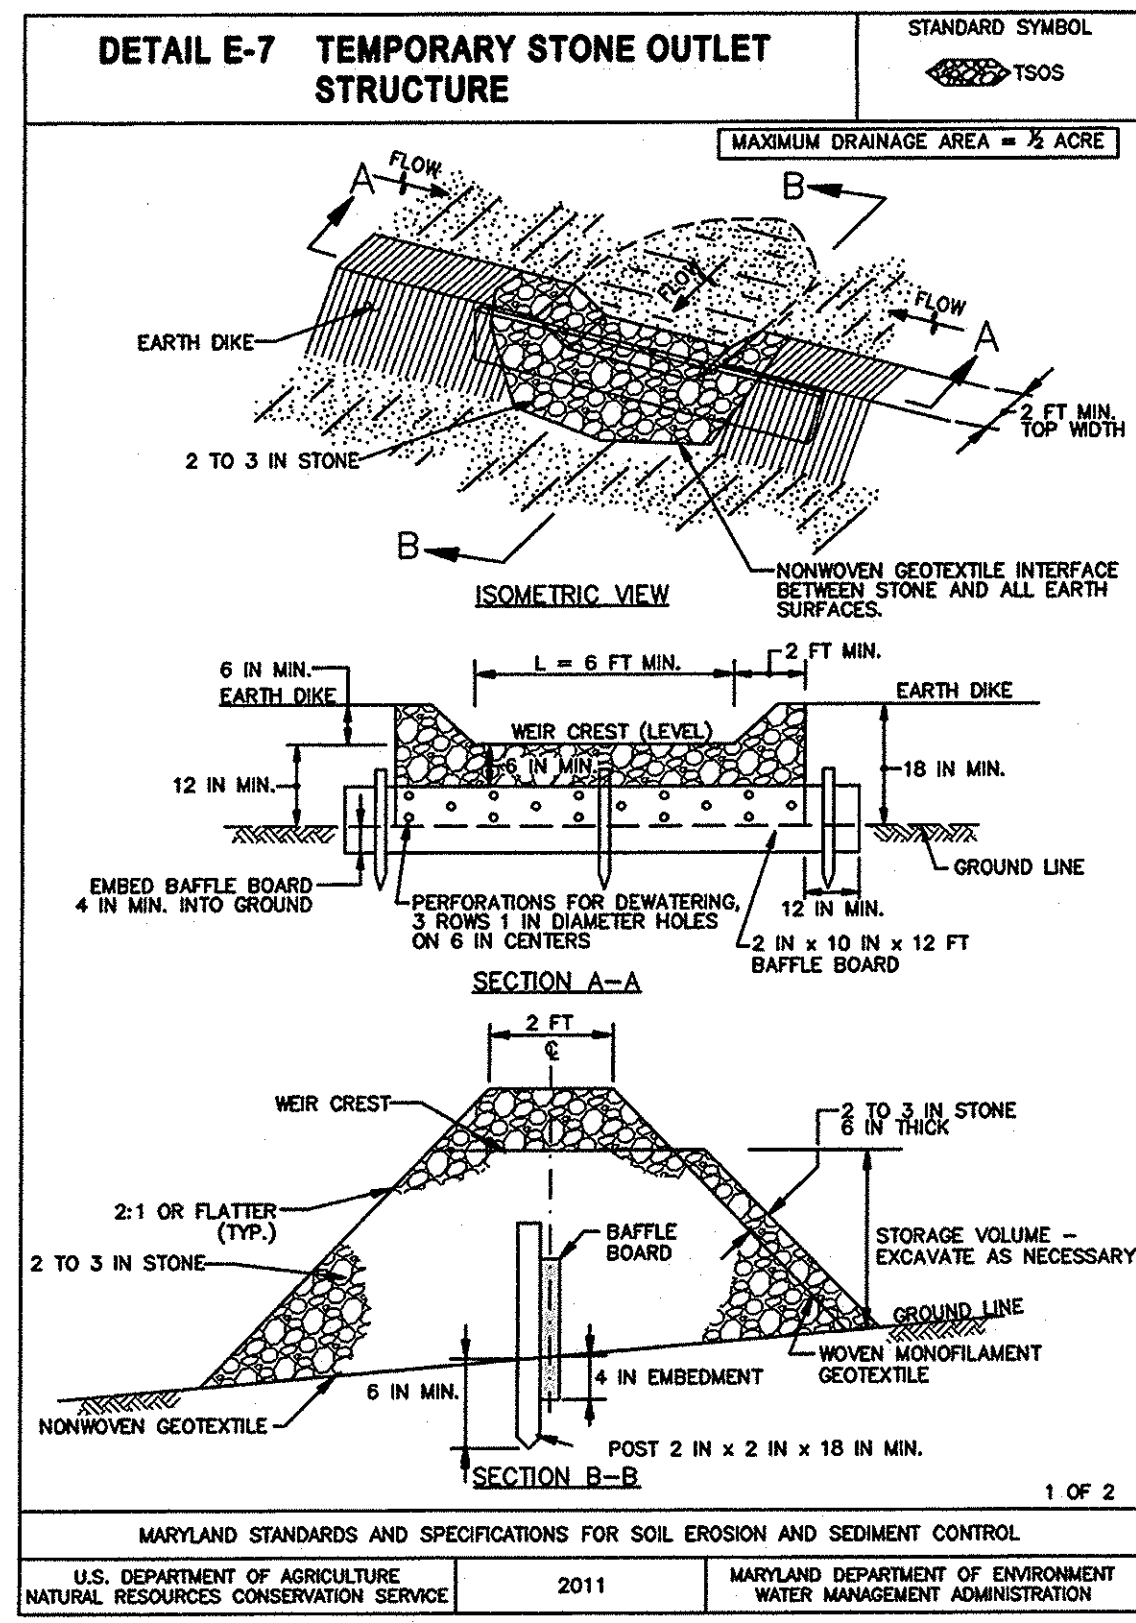 DETAIL E-7 TEMPORARY STONE OUTLET
STRUCTURE
STANDARD SYMBOL
TSOS
MAXIMUM DRAINAGE AREA = ½ ACRE
FLOW
A
B
FLOW
FLOW
A
EARTH DIKE
2 FT MIN.
TOP WIDTH
2 TO 3 IN STONE
B
NONWOVEN GEOTEXTILE INTERFACE
BETWEEN STONE AND ALL EARTH
SURFACES.
ISOMETRIC VIEW
6 IN MIN.
L = 6 FT MIN.
2 FT MIN.
EARTH DIKE
EARTH DIKE
WEIR CREST (LEVEL)
6 IN MIN.
12 IN MIN.
18 IN MIN.
GROUND LINE
EMBED BAFFLE BOARD
4 IN MIN. INTO GROUND
PERFORATIONS FOR DEWATERING,
3 ROWS 1 IN DIAMETER HOLES
ON 6 IN CENTERS
12 IN MIN.
2 IN x 10 IN x 12 FT
BAFFLE BOARD
SECTION A-A
2 FT
℄
WEIR CREST
2 TO 3 IN STONE
6 IN THICK
2:1 OR FLATTER
(TYP.)
BAFFLE
BOARD
STORAGE VOLUME -
EXCAVATE AS NECESSARY
2 TO 3 IN STONE
GROUND LINE
WOVEN MONOFILAMENT
GEOTEXTILE
6 IN MIN.
4 IN EMBEDMENT
NONWOVEN GEOTEXTILE
POST 2 IN x 2 IN x 18 IN MIN.
SECTION B-B
1 OF 2
MARYLAND STANDARDS AND SPECIFICATIONS FOR SOIL EROSION AND SEDIMENT CONTROL
U.S. DEPARTMENT OF AGRICULTURE
NATURAL RESOURCES CONSERVATION SERVICE
2011
MARYLAND DEPARTMENT OF ENVIRONMENT
WATER MANAGEMENT ADMINISTRATION